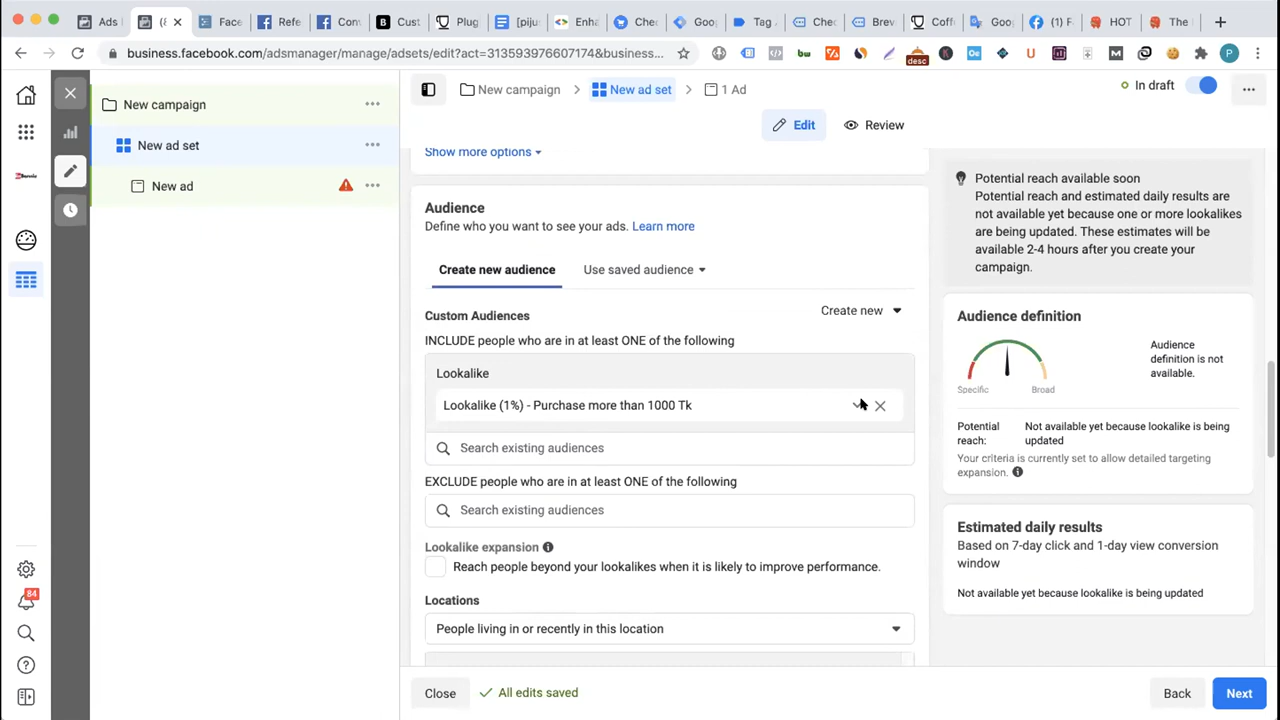 Ads
(8
Face
Refe
Conv
Cust
Plug
[piju
Enha
Chec
Goog
Tag ,
Chec
Brev
Coff
Goo
(1) F
HOT
The
business.facebook.com/adsmanager/manage/adsets/edit?act=313593976607174&business...
New campaign
New ad set
1 Ad
In draft
Edit
Review
New campaign
New ad set
New ad
84
Show more options
Audience
Define who you want to see your ads. Learn more
Create new audience
Use saved audience
Custom Audiences
Create new
INCLUDE people who are in at least ONE of the following
Lookalike
Lookalike (1%) - Purchase more than 1000 Tk
Search existing audiences
EXCLUDE people who are in at least ONE of the following
Search existing audiences
Lookalike expansion
Reach people beyond your lookalikes when it is likely to improve performance.
Locations
People living in or recently in this location
Potential reach available soon
Potential reach and estimated daily results are
not available yet because one or more lookalikes
are being updated. These estimates will be
available 2-4 hours after you create your
campaign.
Audience definition
Specific
Broad
Audience
definition is not
available.
Potential
reach:
Not available yet because lookalike is being
updated
Your criteria is currently set to allow detailed targeting
expansion.
Estimated daily results
Based on 7-day click and 1-day view conversion
window
Not available yet because lookalike is being updated
Close
All edits saved
Back
Next